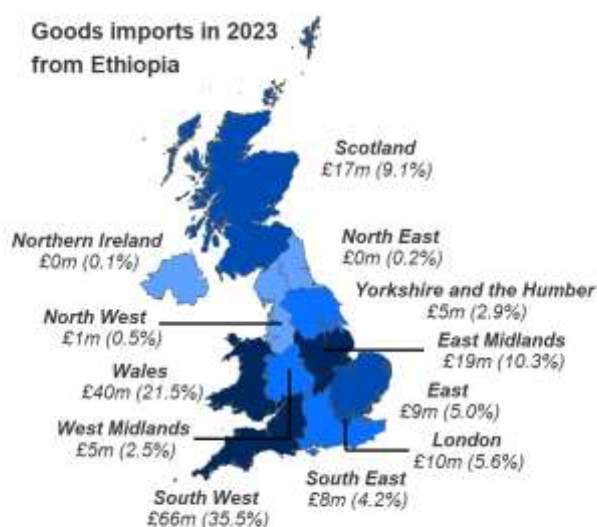 Goods imports in 2023
from Ethiopia
Scotland
£17m (9.1%)
Northern Ireland
£0m (0.1%)
North East
£0m (0.2%)
Yorkshire and the Humber
£5m (2.9%)
North West
£1m (0.5%)
East Midlands
£19m (10.3%)
Wales
£40m (21.5%)
East
£9m (5.0%)
West Midlands
£5m (2.5%)
London
£10m (5.6%)
South East
£8m (4.2%)
South West
£66m (35.5%)